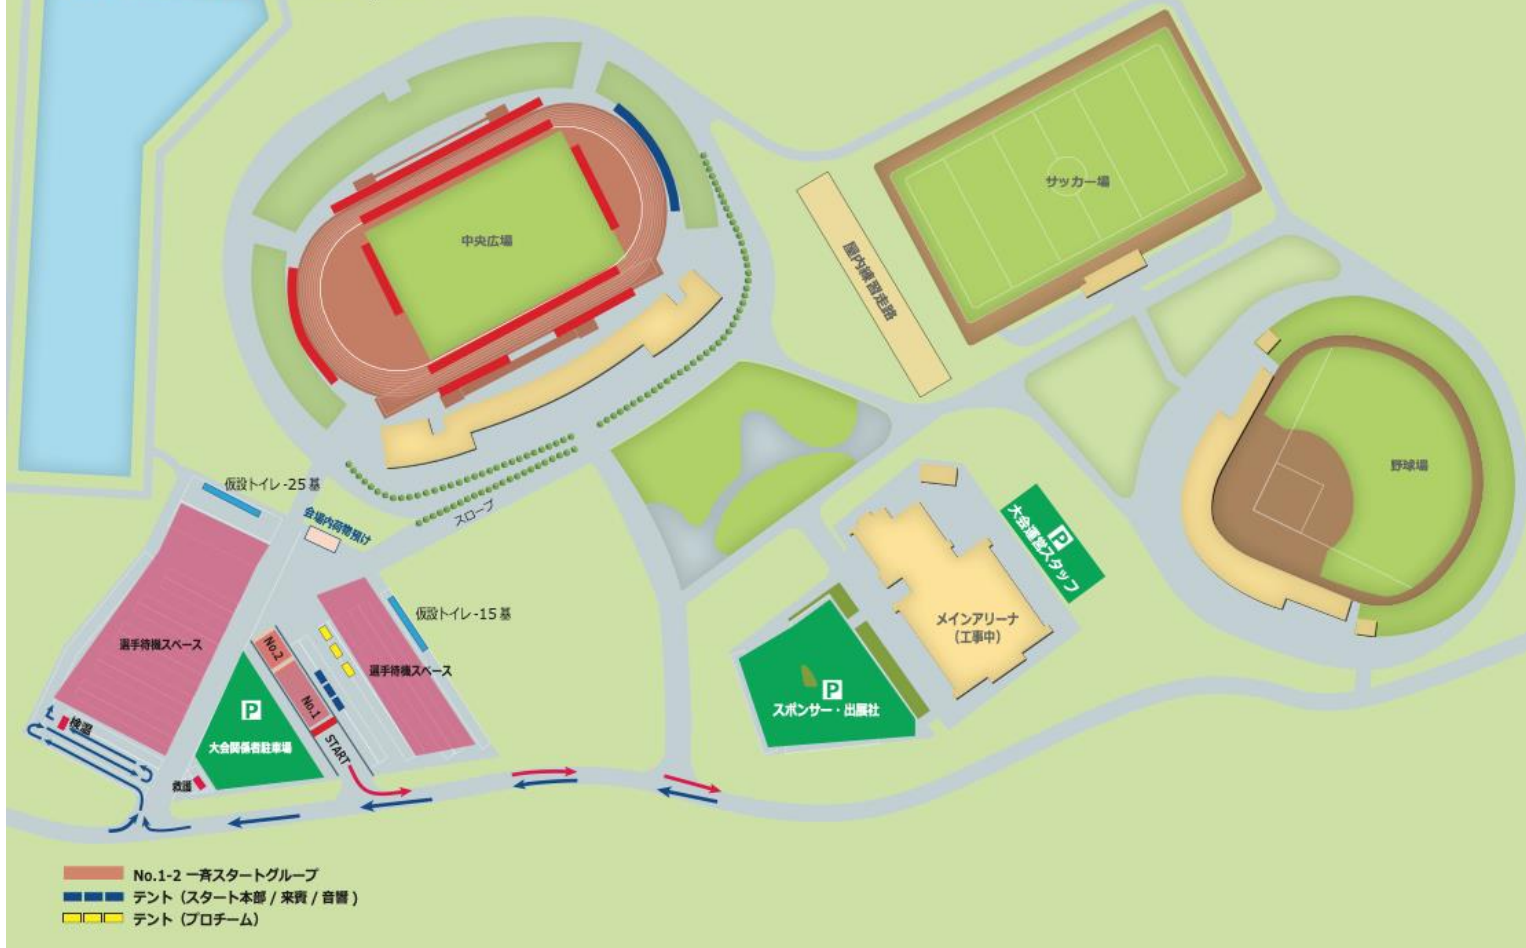 サッカー場
中央広場
屋内練習走路
野球場
仮設トイレ-25基
会場内荷物預け
スロープ
P
大会運営スタッフ
仮設トイレ-15基
メインアリーナ
(工事中)
選手待機スペース
No.2
選手待機スペース
P
スポンサー・出展社
No.1
P
検温
START
大会関係者駐車場
救護
No.1-2 一斉スタートグループ
テント（スタート本部 / 来賓 / 音響 )
テント（プロチーム）